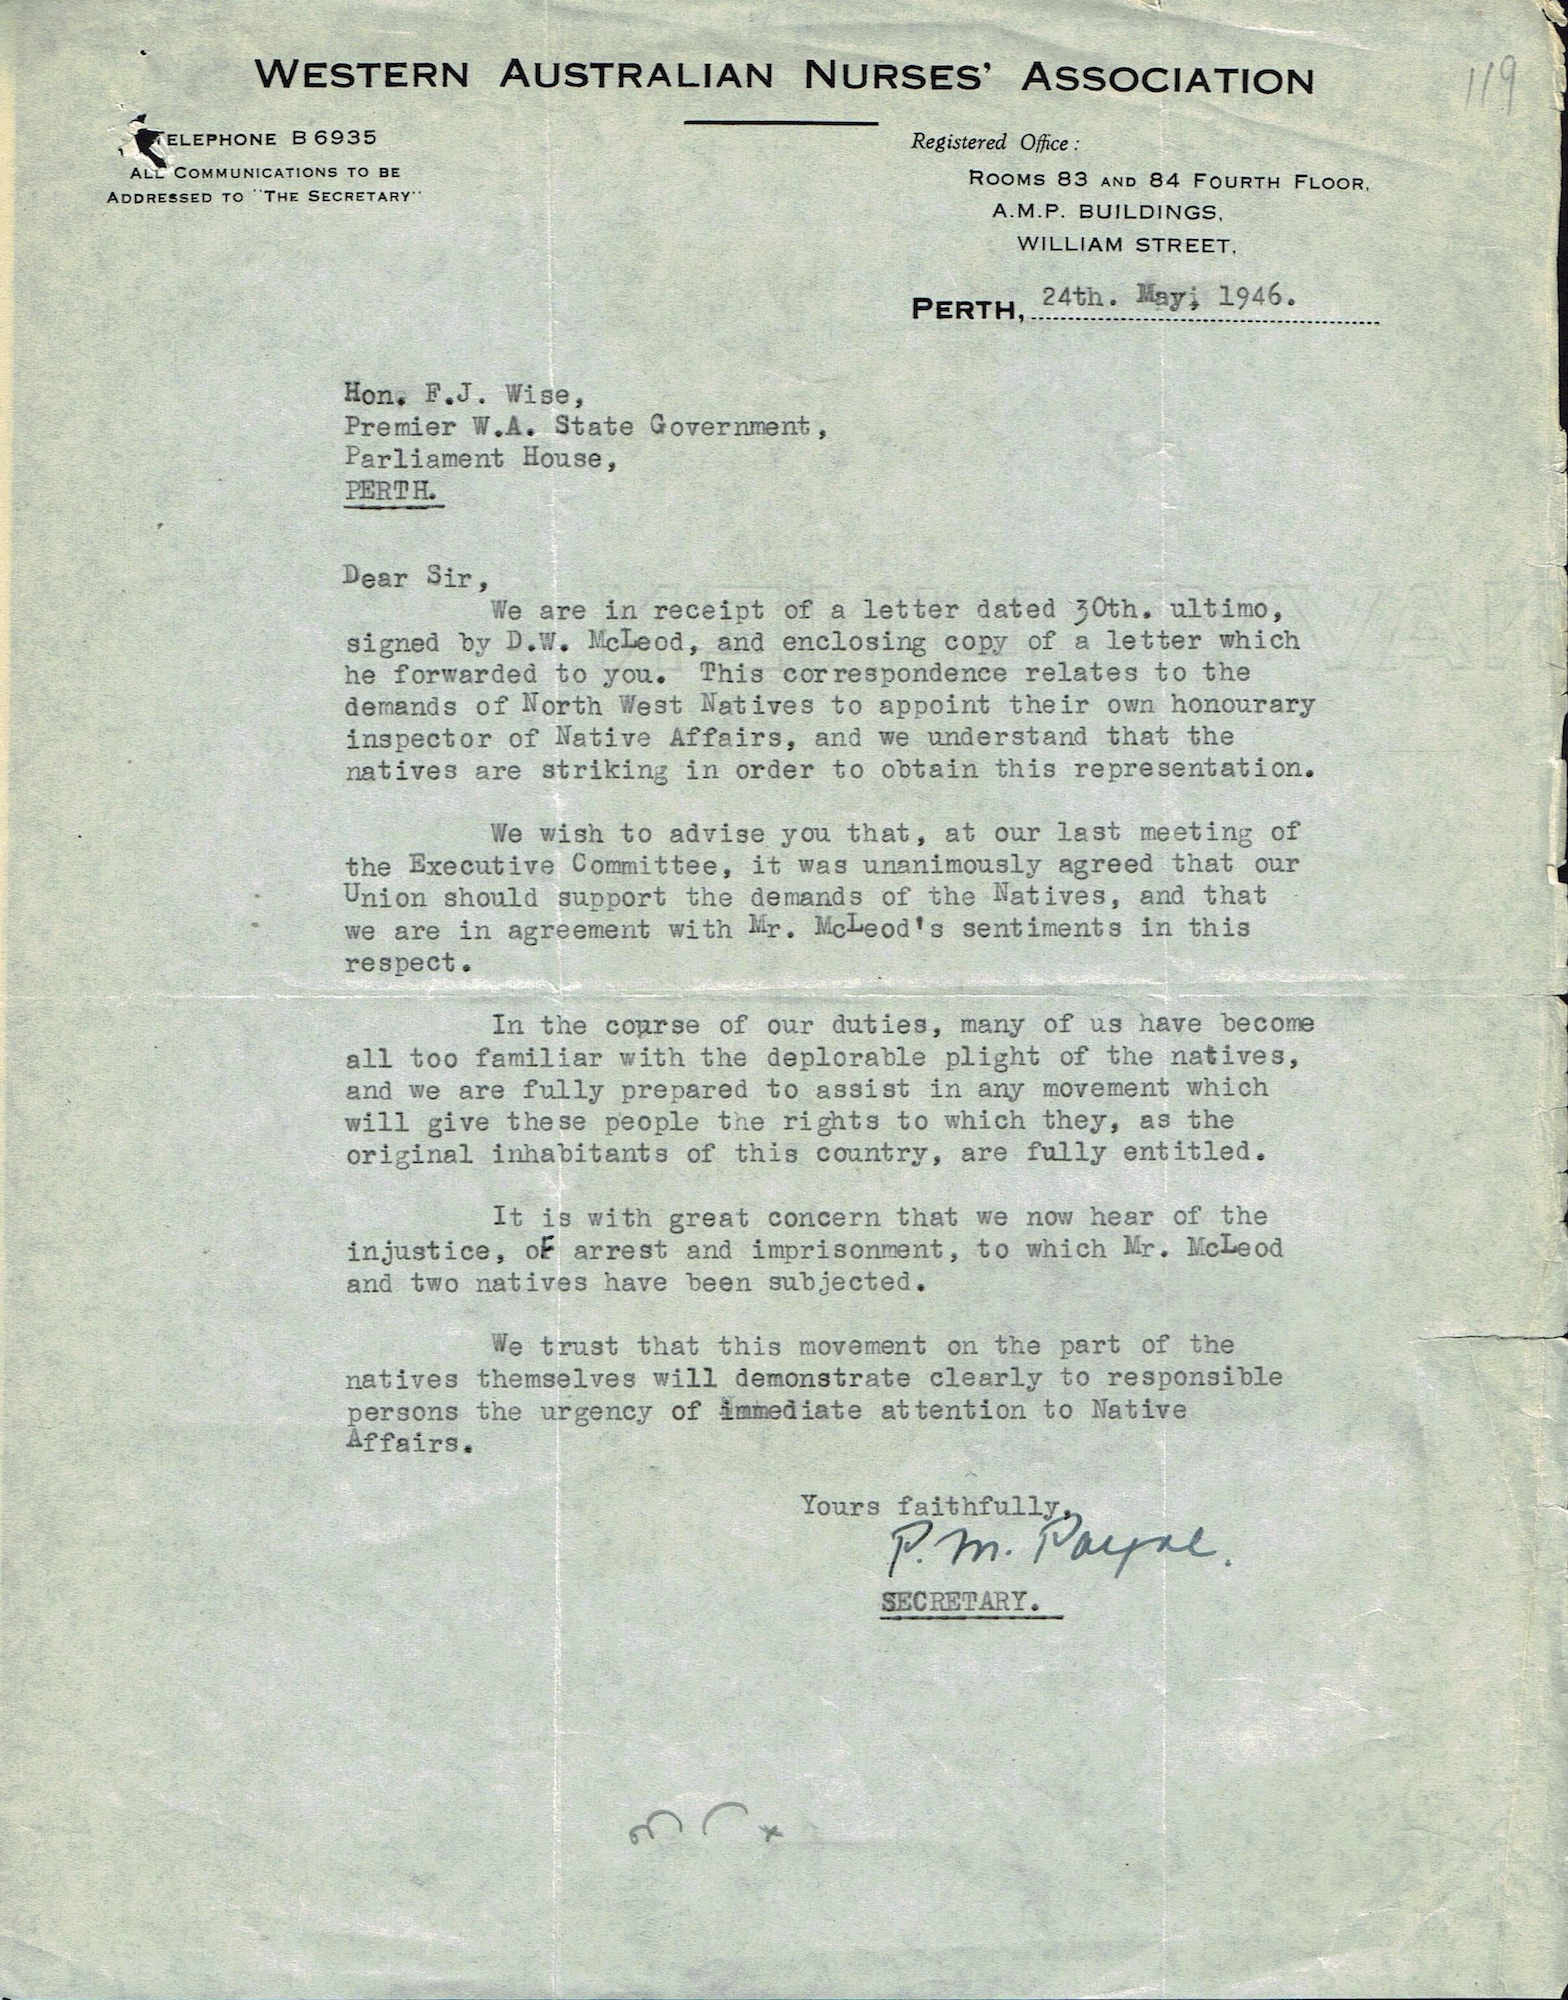 119
WESTERN AUSTRALIAN NURSES' ASSOCIATION
TELEPHONE B 6935
ALL COMMUNICATIONS TO BE
ADDRESSED TO "THE SECRETARY"
Registered Office:
ROOMS 83 AND 84 FOURTH FLOOR,
A.M.P. BUILDINGS,
WILLIAM STREET,
PERTH, 24th. May; 1946.
Hon. F.J. Wise,
Premier W.A. State Government,
Parliament House,
PERTH.
Dear Sir,
We are in receipt of a letter dated 30th. ultimo,
signed by D.W. McLeod, and enclosing copy of a letter which
he forwarded to you. This correspondence relates to the
demands of North West Natives to appoint their own honourary
inspector of Native Affairs, and we understand that the
natives are striking in order to obtain this representation.
We wish to advise you that, at our last meeting of
the Executive Committee, it was unanimously agreed that our
Union should support the demands of the Natives, and that
we are in agreement with Mr. McLeod's sentiments in this
respect.
In the course of our duties, many of us have become
all too familiar with the deplorable plight of the natives,
and we are fully prepared to assist in any movement which
will give these people the rights to which they, as the
original inhabitants of this country, are fully entitled.
It is with great concern that we now hear of the
injustice, of arrest and imprisonment, to which Mr. McLeod
and two natives have been subjected.
We trust that this movement on the part of the
natives themselves will demonstrate clearly to responsible
persons the urgency of immediate attention to Native
Affairs.
Yours faithfully,
P. M. Payne.
SECRETARY.